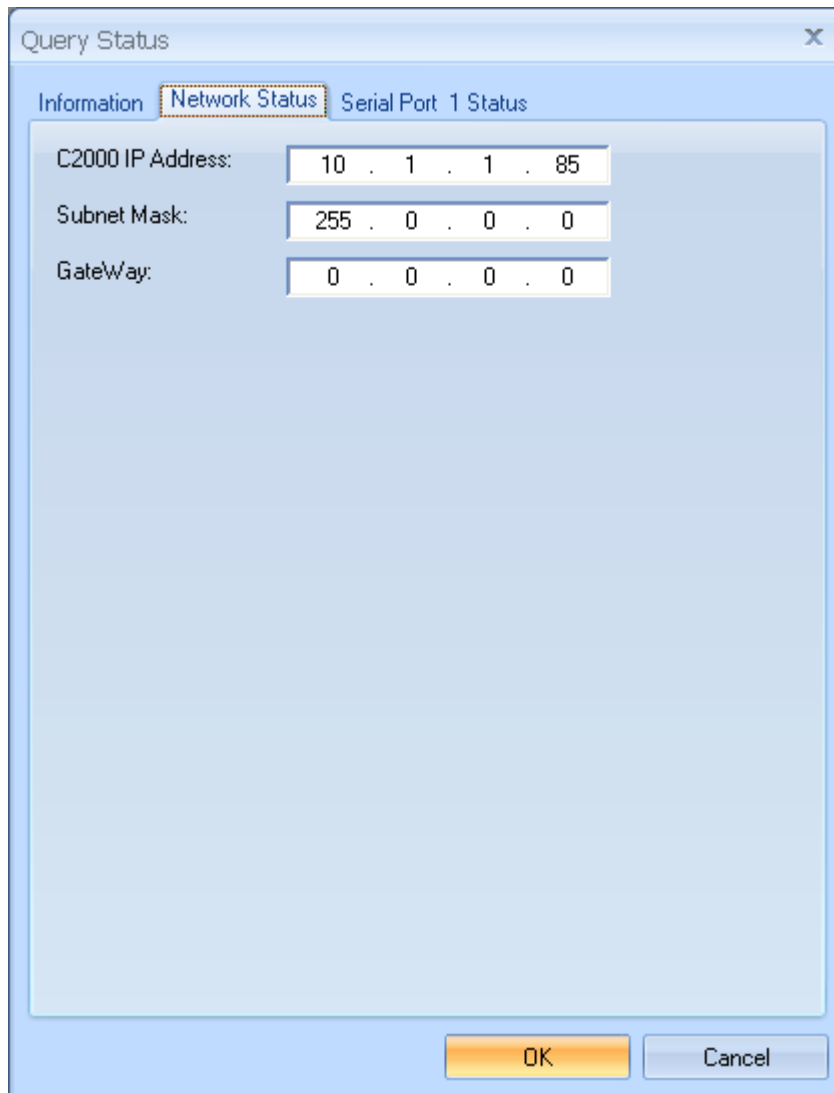 Query Status
Information Network Status Serial Port 1 Status
C2000 IP Address: 10 . 1 . 1 . 85
Subnet Mask: 255 . 0 . 0 . 0
GateWay: 0 . 0 . 0 . 0
OK Cancel